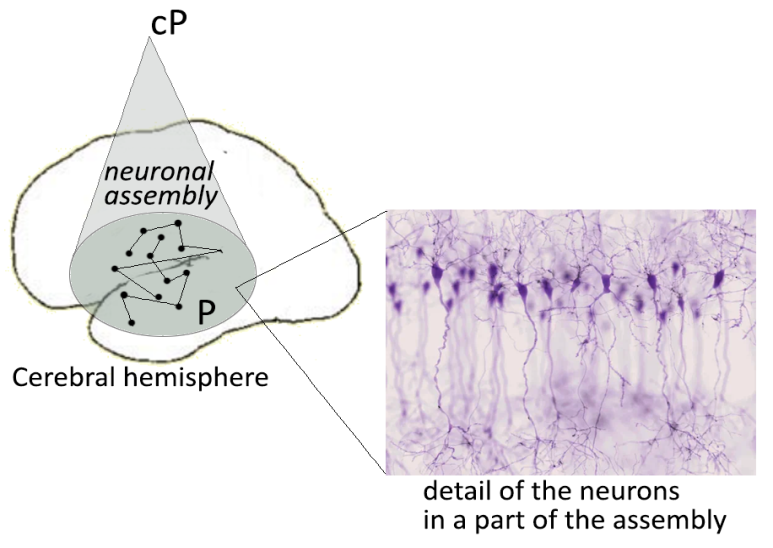 cP
neuronal
assembly
P
Cerebral hemisphere
detail of the neurons
in a part of the assembly